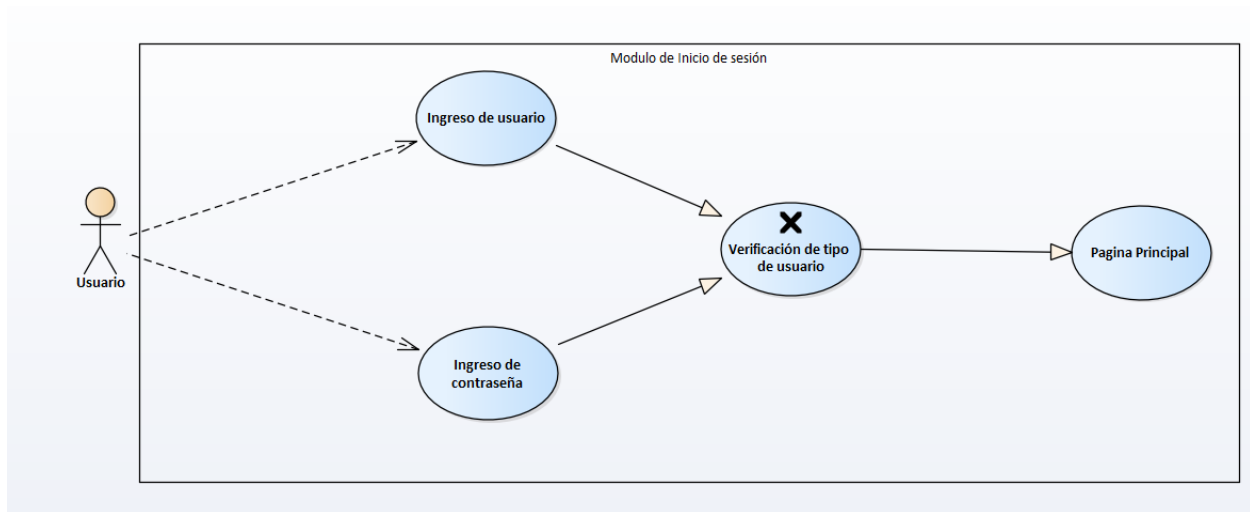 Modulo de Inicio de sesión
Ingreso de usuario
Usuario
Verificación de tipo
de usuario
Pagina Principal
Ingreso de
contraseña